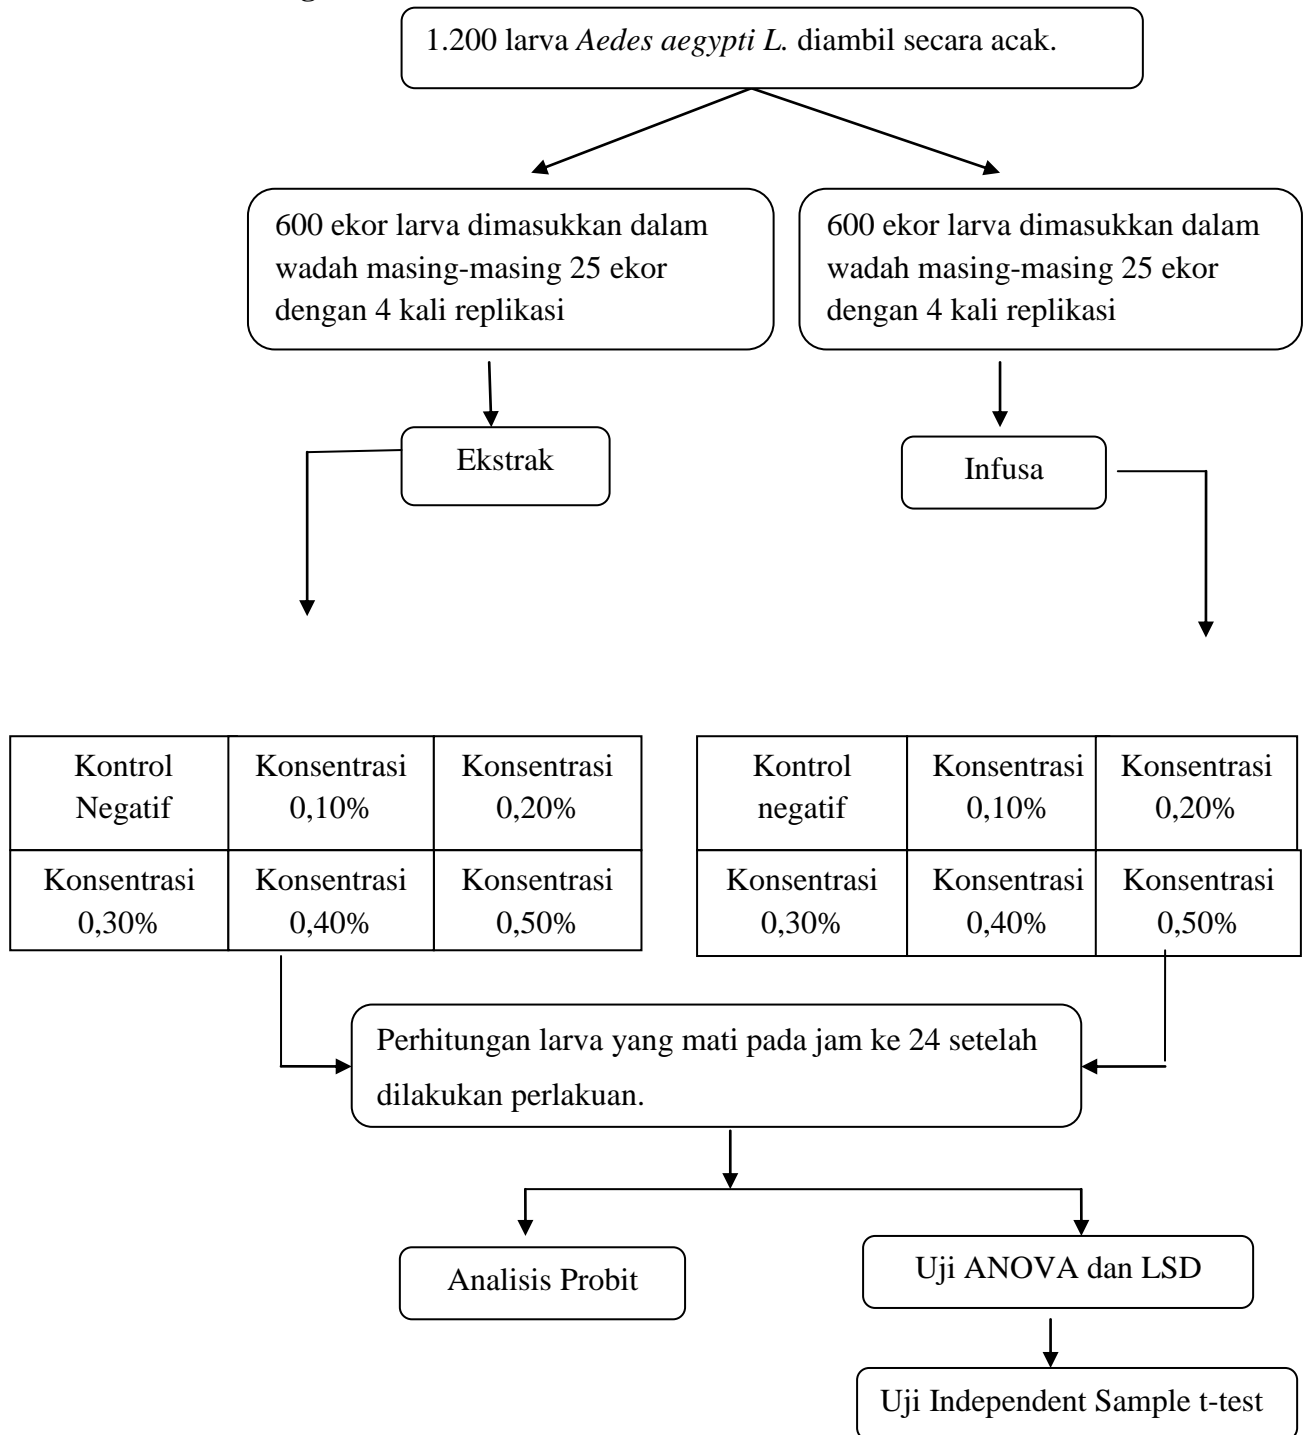 1.200 larva Aedes aegypti L. diambil secara acak.
600 ekor larva dimasukkan dalam
wadah masing-masing 25 ekor
dengan 4 kali replikasi
600 ekor larva dimasukkan dalam
wadah masing-masing 25 ekor
dengan 4 kali replikasi
Ekstrak
Infusa
Kontrol
Negatif
Konsentrasi
0,10%
Konsentrasi
0,20%
Konsentrasi
0,30%
Konsentrasi
0,40%
Konsentrasi
0,50%
Kontrol
negatif
Konsentrasi
0,10%
Konsentrasi
0,20%
Konsentrasi
0,30%
Konsentrasi
0,40%
Konsentrasi
0,50%
Perhitungan larva yang mati pada jam ke 24 setelah
dilakukan perlakuan.
Analisis Probit
Uji ANOVA dan LSD
Uji Independent Sample t-test